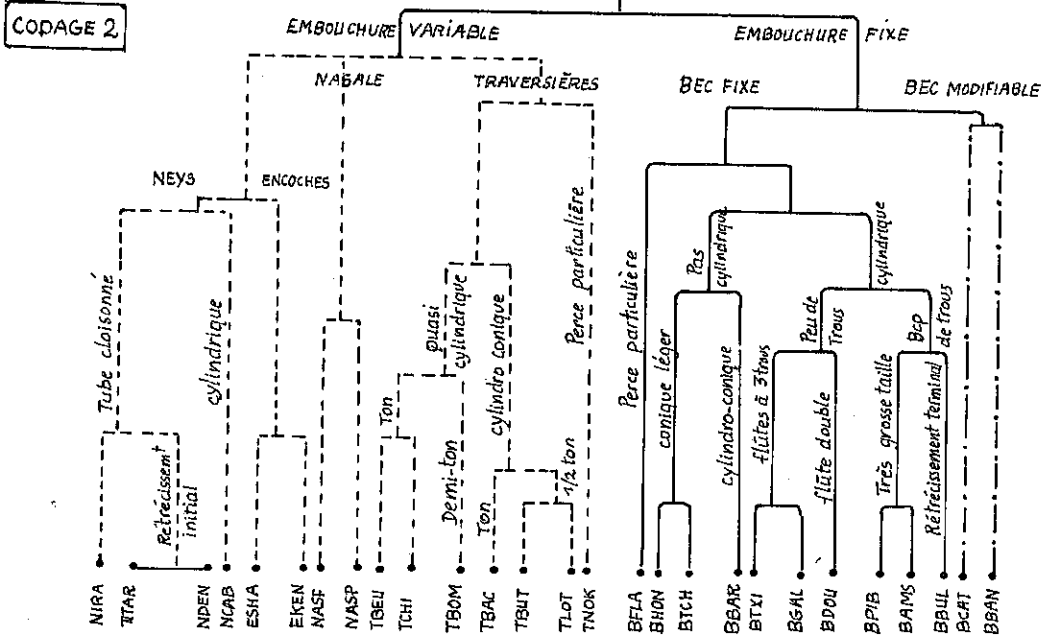 CODAGE 2
EMBOUCHURE VARIABLE
EMBOUCHURE FIXE
NASALE
TRAVERSIÈRES
BEC FIXE
BEC MODIFIABLE
NEYS
ENCOCHES
Tube cloisonné
Rétrécissemt initial
cylindrique
Quasi cylindrique
cylindro conique
Perce particulière
Ton
Demi-ton
Ton
1/2 ton
Perce particulière
Pas cylindrique
cylindrique
conique léger
cylindro-conique
Peu de Trous
Bcp de trous
flûtes à 3 trous
flûte double
Très grosse taille
Rétrécissement terminal
NIRA
TTAR
NDEN
NCAB
ESHA
EKEN
NASF
NASP
TBEU
TCHI
TBOM
TBAC
TBUT
TLOT
TNOK
BFLA
BHON
BTCH
BBAR
BTXI
BGAL
BDOU
BPIB
BAMS
BBUL
BCAT
BBAN